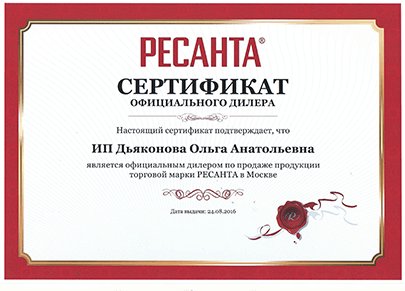 РЕСАНТА®
СЕРТИФИКАТ
ОФИЦИАЛЬНОГО ДИЛЕРА
Настоящий сертификат подтверждает, что
ИП Дьяконова Ольга Анатольевна
является официальным дилером по продаже продукции
торговой марки РЕСАНТА в Москве
Дата выдачи: 24.08.2016